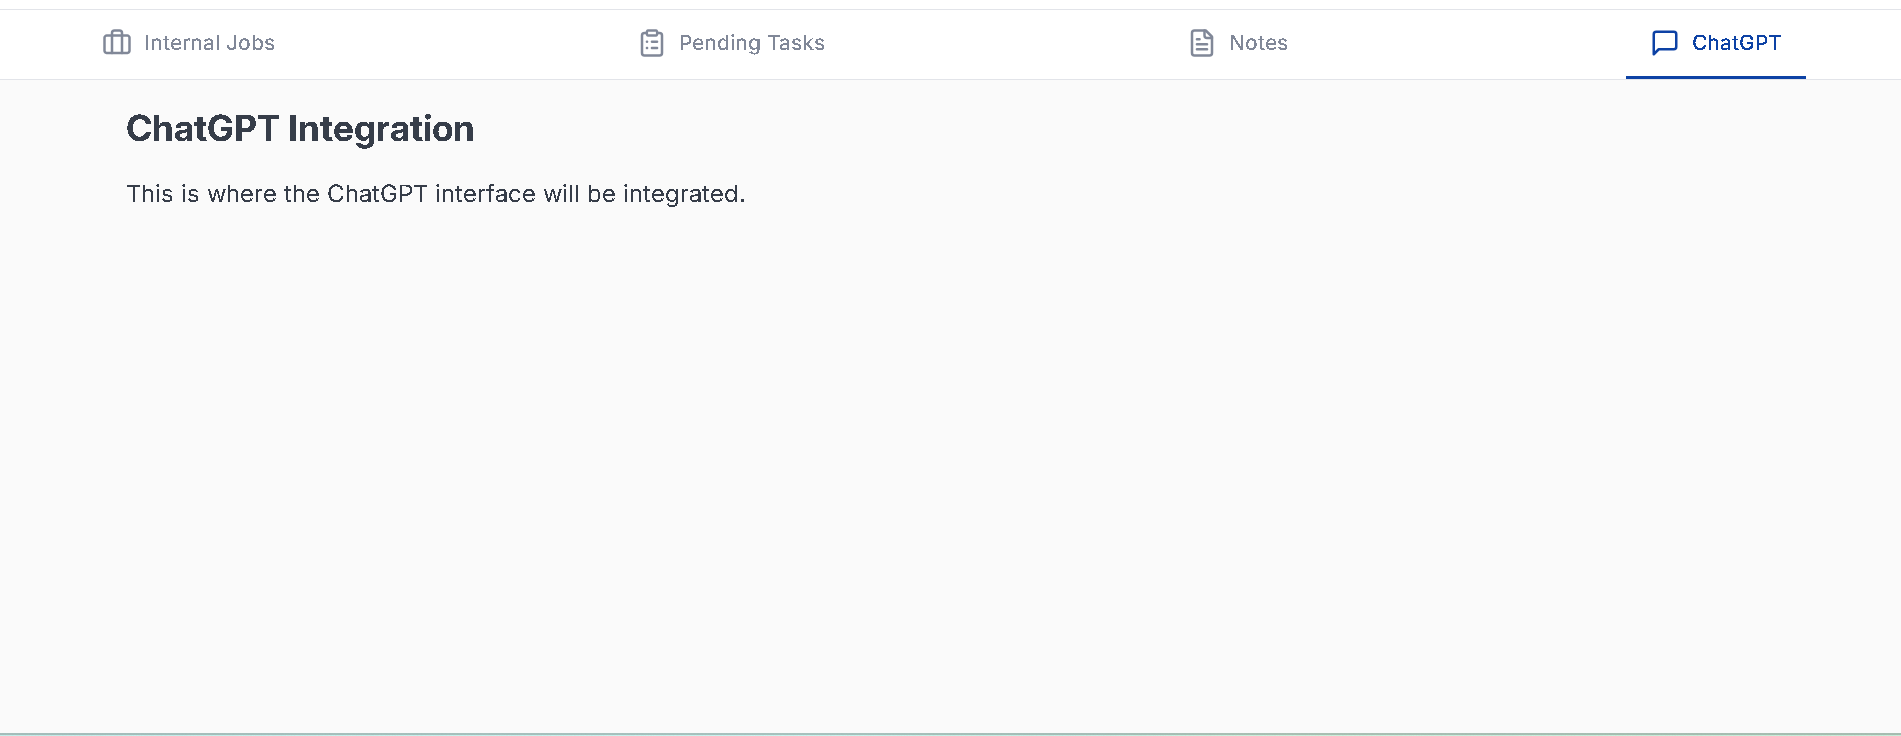 Internal Jobs
Pending Tasks
Notes
ChatGPT
ChatGPT Integration
This is where the ChatGPT interface will be integrated.